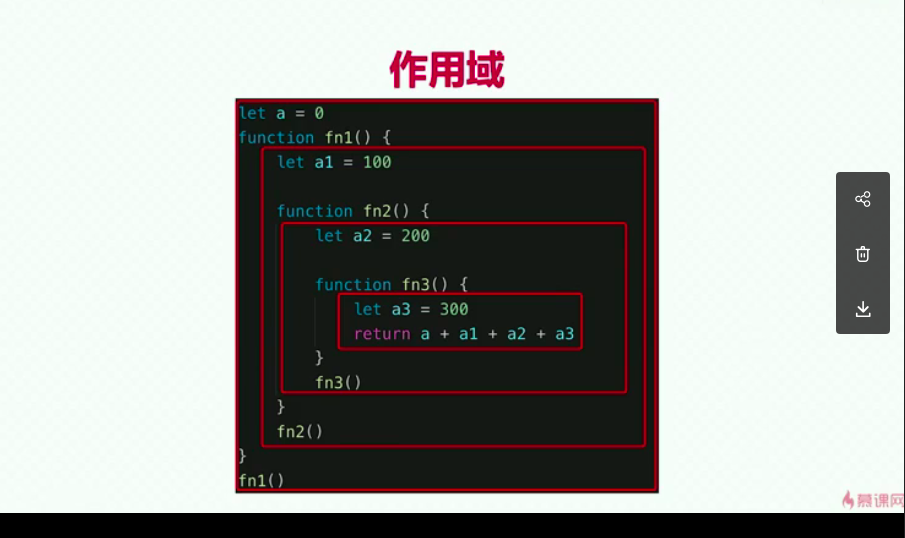 作用域
let a = 0
function fn1() {
    let a1 = 100

    function fn2() {
        let a2 = 200

        function fn3() {
            let a3 = 300
            return a + a1 + a2 + a3
        }
        fn3()
    }
    fn2()
}
fn1()
慕课网